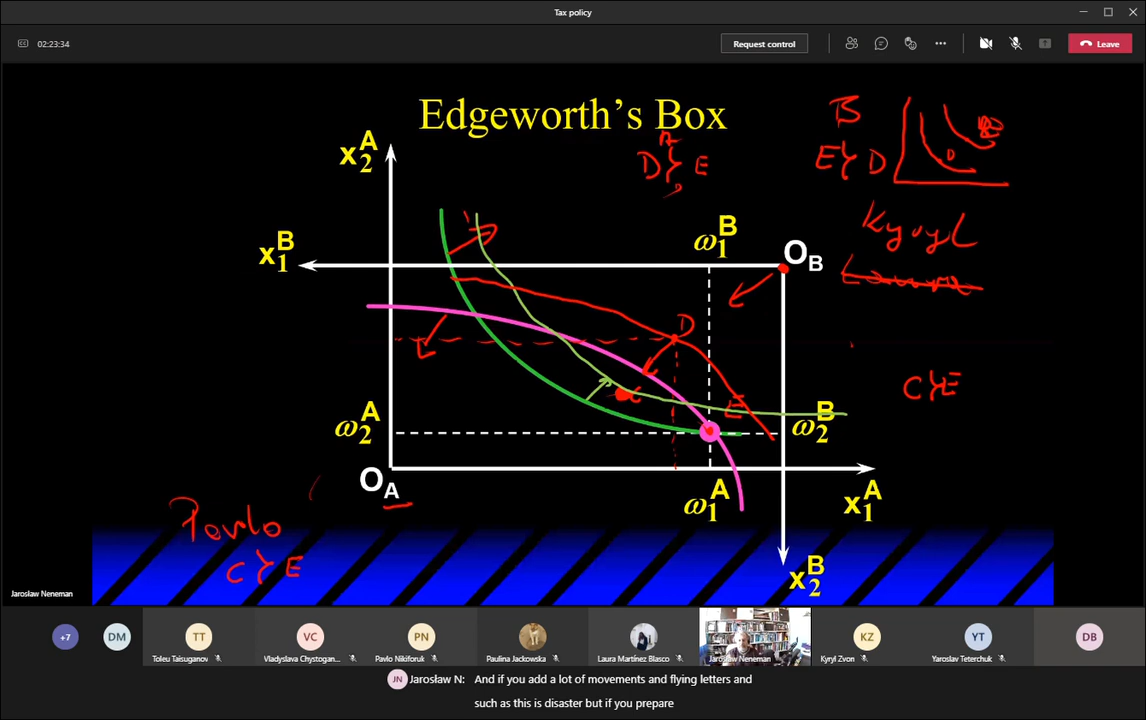 Tax policy
02:23:34
Request control
Leave
Edgeworth's Box
x2A
x1B
ω1B
OB
ω2A
ω2B
OA
ω1A
x1A
x2B
A
D E
B
E D
D
Kyryl
Laura
D
C
E
C E
Pavlo
C E
Jaroslaw Neneman
+7
DM
TT
Toleu Taisuganov
VC
Vladyslava Chystogan...
PN
Pavlo Nikiforuk
Paulina Jackowska
Laura Martínez Blasco
Jaroslaw Neneman
KZ
Kyryl Zvon
YT
Yaroslav Teterchuk
DB
JN
Jarosław N: And if you add a lot of movements and flying letters and
such as this is disaster but if you prepare